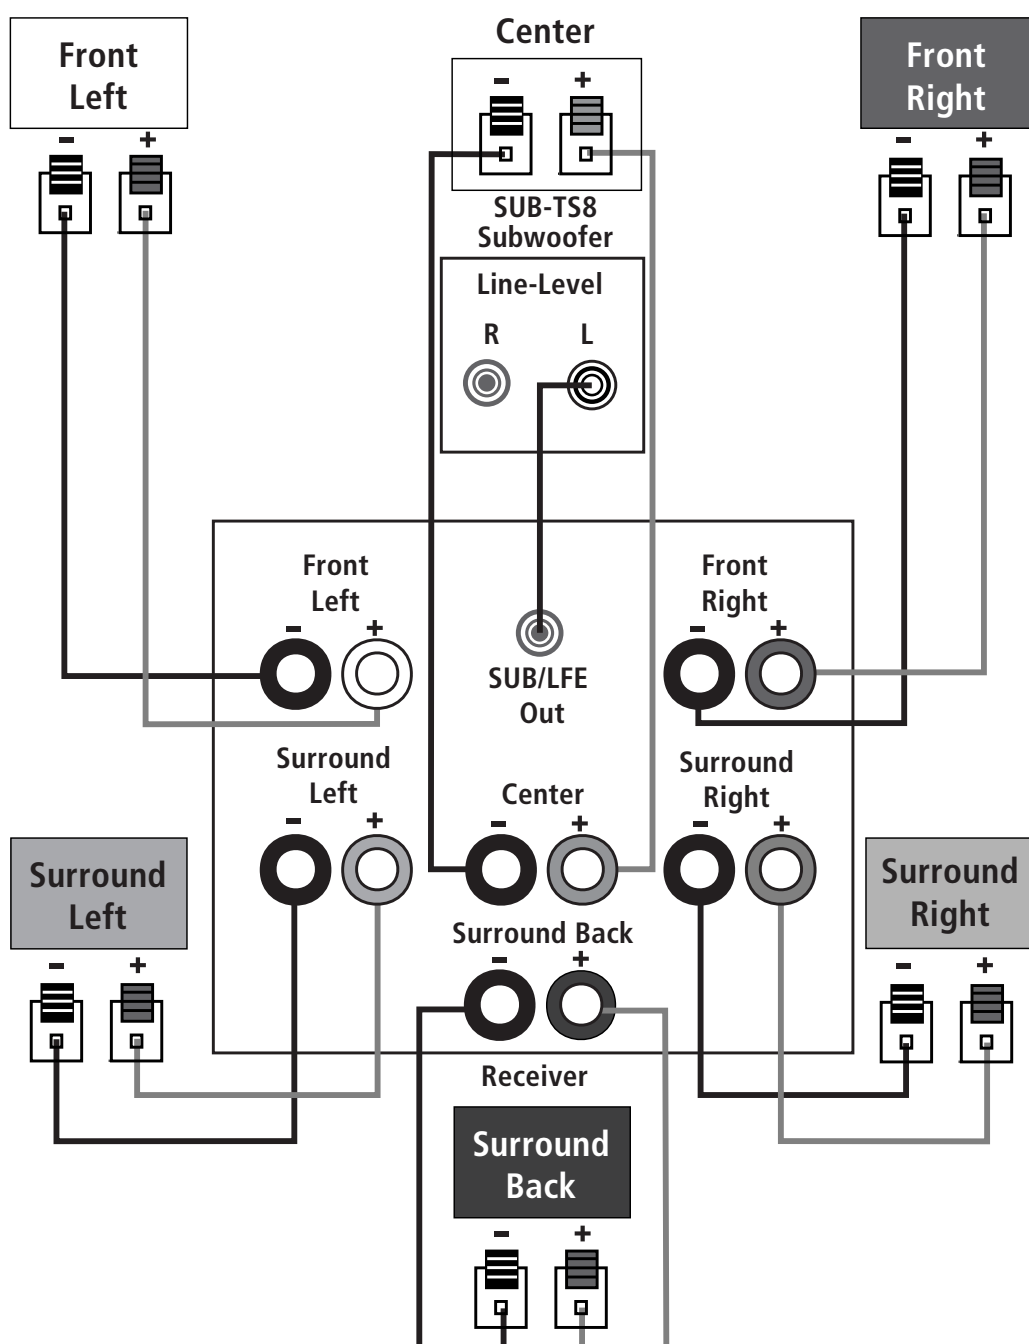 Center
Front
Left
- +
Front
Right
- +
- +
SUB-TS8
Subwoofer
Line-Level
R L
Front
Left
- +
Front
Right
- +
SUB/LFE
Out
Surround
Left
- +
Center
- +
Surround
Right
- +
Surround
Left
- +
Surround
Right
- +
Surround Back
- +
Receiver
Surround
Back
- +